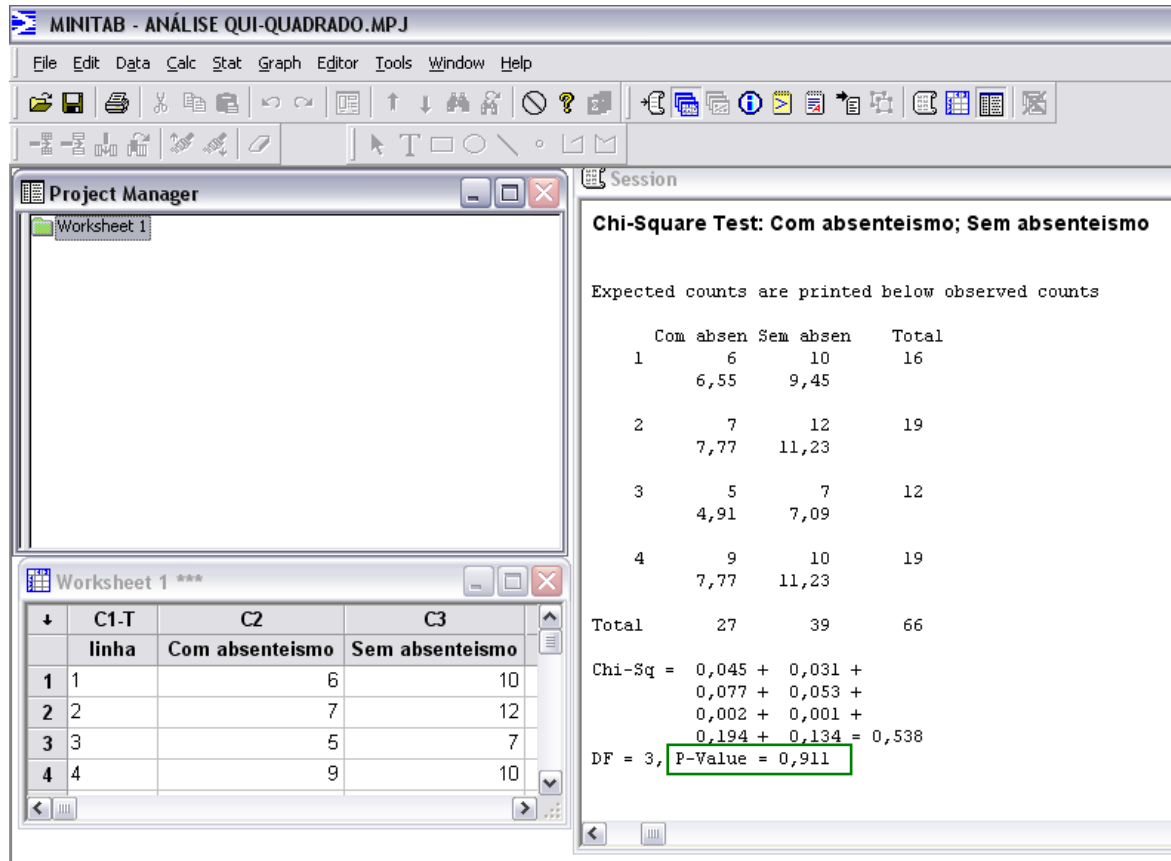 MINITAB - ANÁLISE QUI-QUADRADO.MPJ
File Edit Data Calc Stat Graph Editor Tools Window Help
Project Manager
Worksheet 1
Session
Chi-Square Test: Com absenteismo; Sem absenteismo
Expected counts are printed below observed counts
Com absen Sem absen Total
1 6 10 16
6,55 9,45
2 7 12 19
7,77 11,23
3 5 7 12
4,91 7,09
4 9 10 19
7,77 11,23
Total 27 39 66
Chi-Sq = 0,045 + 0,031 +
0,077 + 0,053 +
0,002 + 0,001 +
0,194 + 0,134 = 0,538
DF = 3, P-Value = 0,911
Worksheet 1 ***
C1-T C2 C3
linha Com absenteismo Sem absenteismo
1 1 6 10
2 2 7 12
3 3 5 7
4 4 9 10